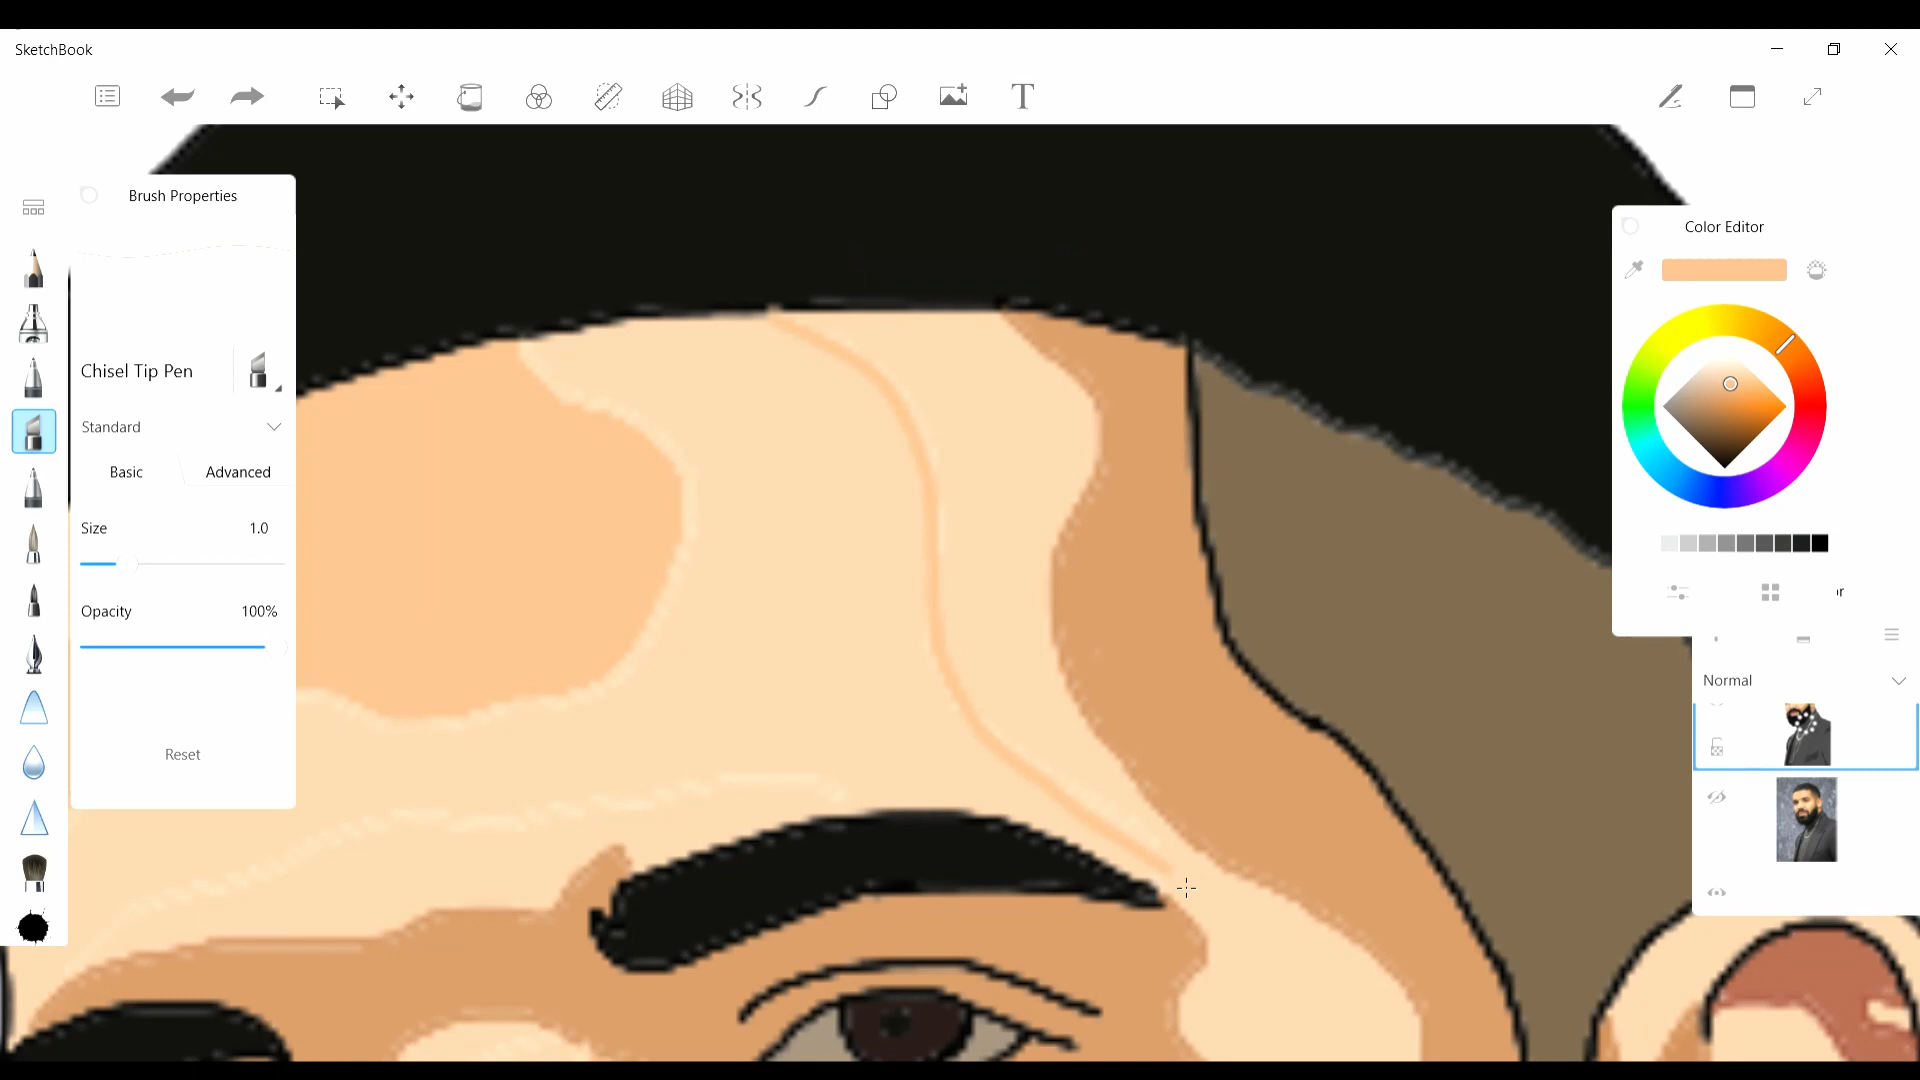 SketchBook
T
Brush Properties
Color Editor
Chisel Tip Pen
Standard
Basic Advanced
Size 1.0
Opacity 100%
Normal
Reset